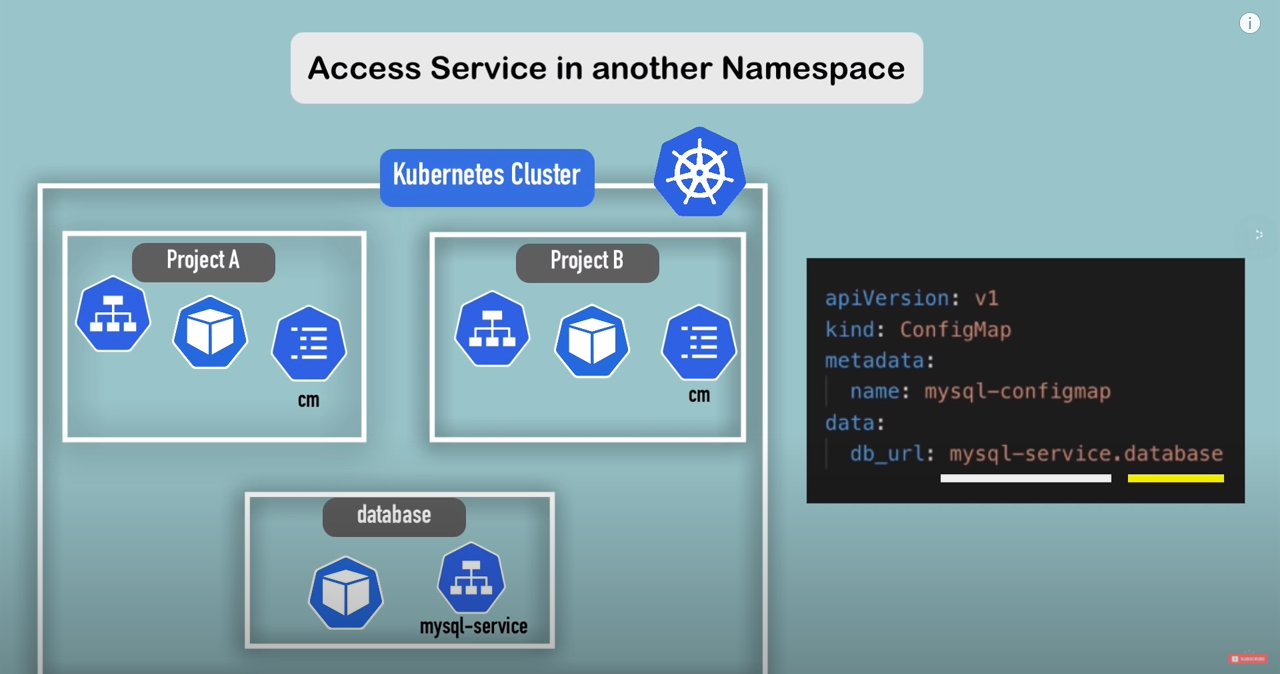 Access Service in another Namespace
Kubernetes Cluster
Project A
cm
Project B
cm
database
mysql-service
apiVersion: v1
kind: ConfigMap
metadata:
name: mysql-configmap
data:
db_url: mysql-service.database
SUBSCRIBE